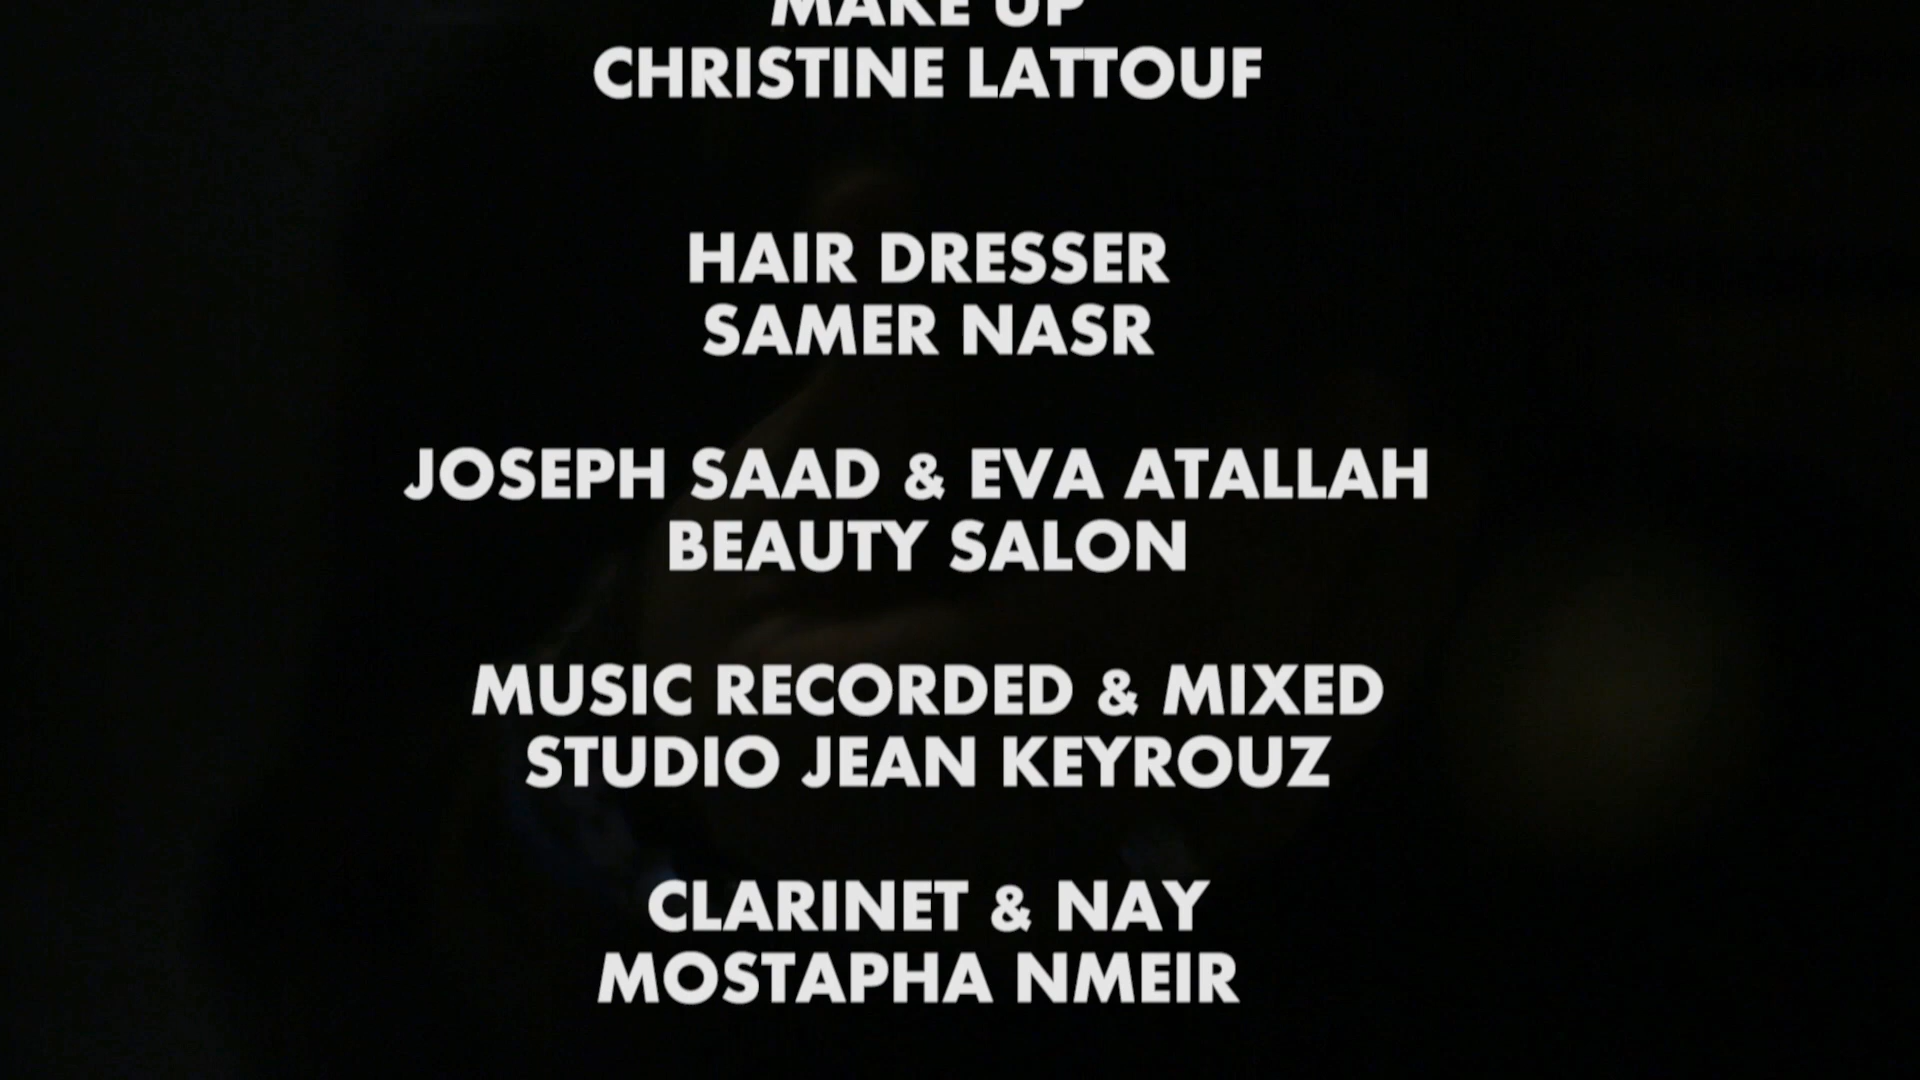 MAKE UP
CHRISTINE LATTOUF
HAIR DRESSER
SAMER NASR
JOSEPH SAAD & EVA ATALLAH
BEAUTY SALON
MUSIC RECORDED & MIXED
STUDIO JEAN KEYROUZ
CLARINET & NAY
MOSTAPHA NMEIR